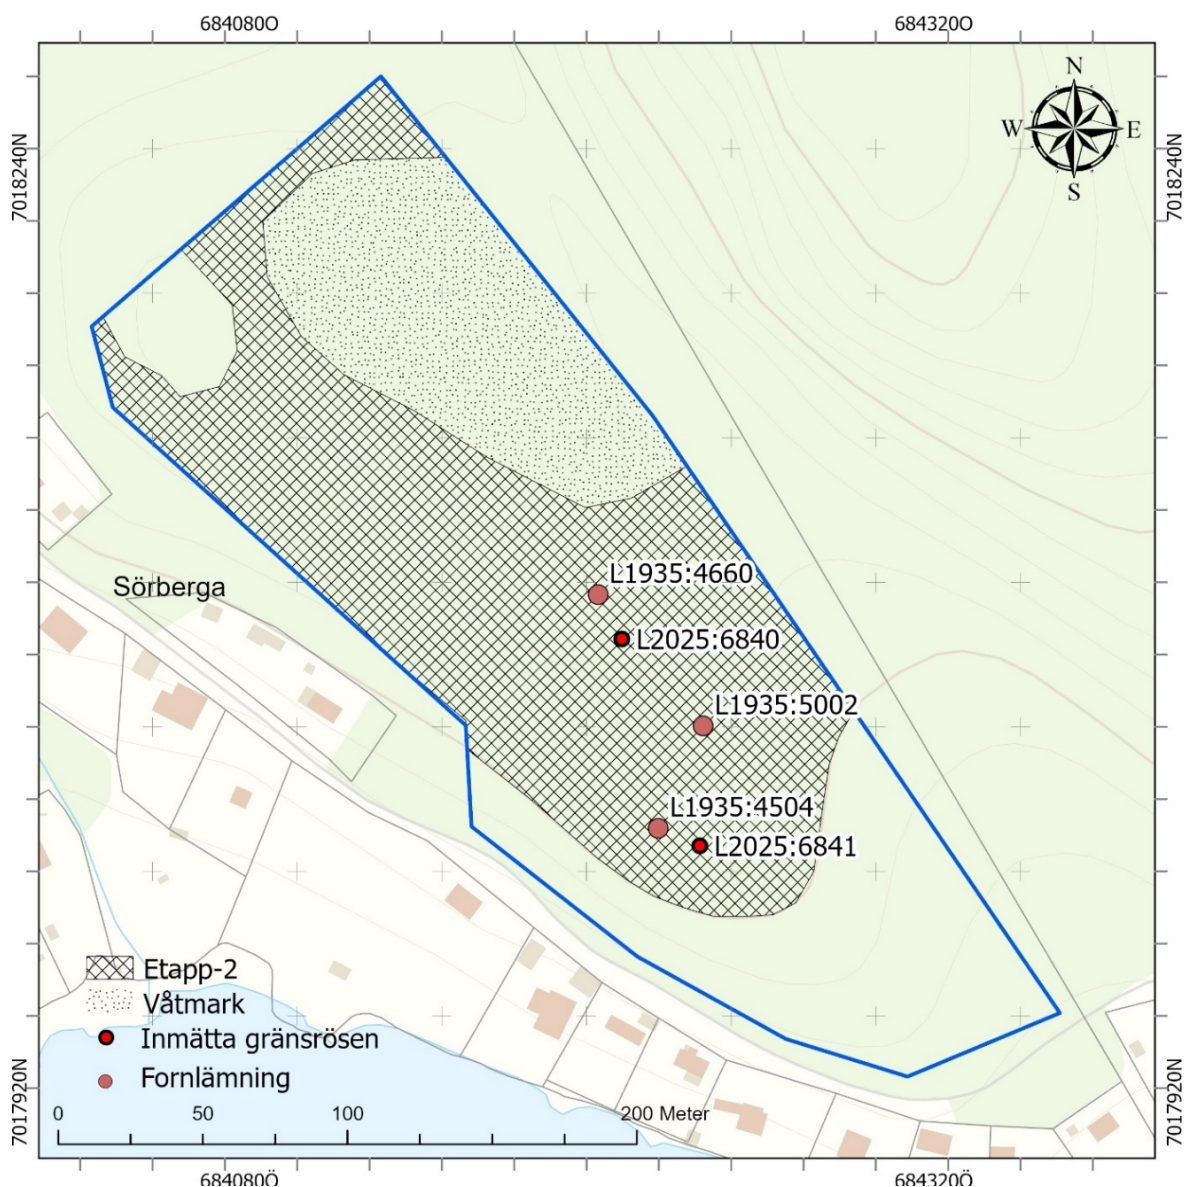 684080O 684320O
N
W E
S
7018240N 7018240N
L1935:4660
Sörberga
L2025:6840
L1935:5002
L1935:4504
L2025:6841
Etapp-2
Våtmark
Inmätta gränsrösen
Fornlämning
0 50 100 200 Meter
7017920N 7017920N
684080Ö 684320Ö